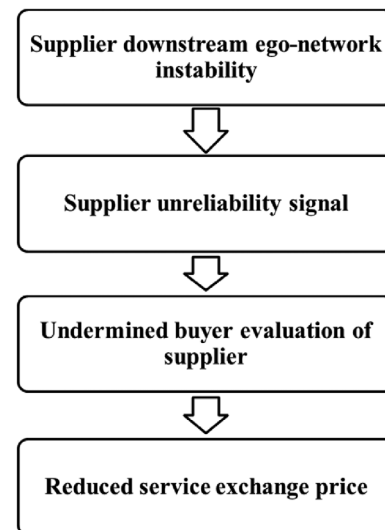 Supplier downstream ego-network
instability
Supplier unreliability signal
Undermined buyer evaluation of
supplier
Reduced service exchange price